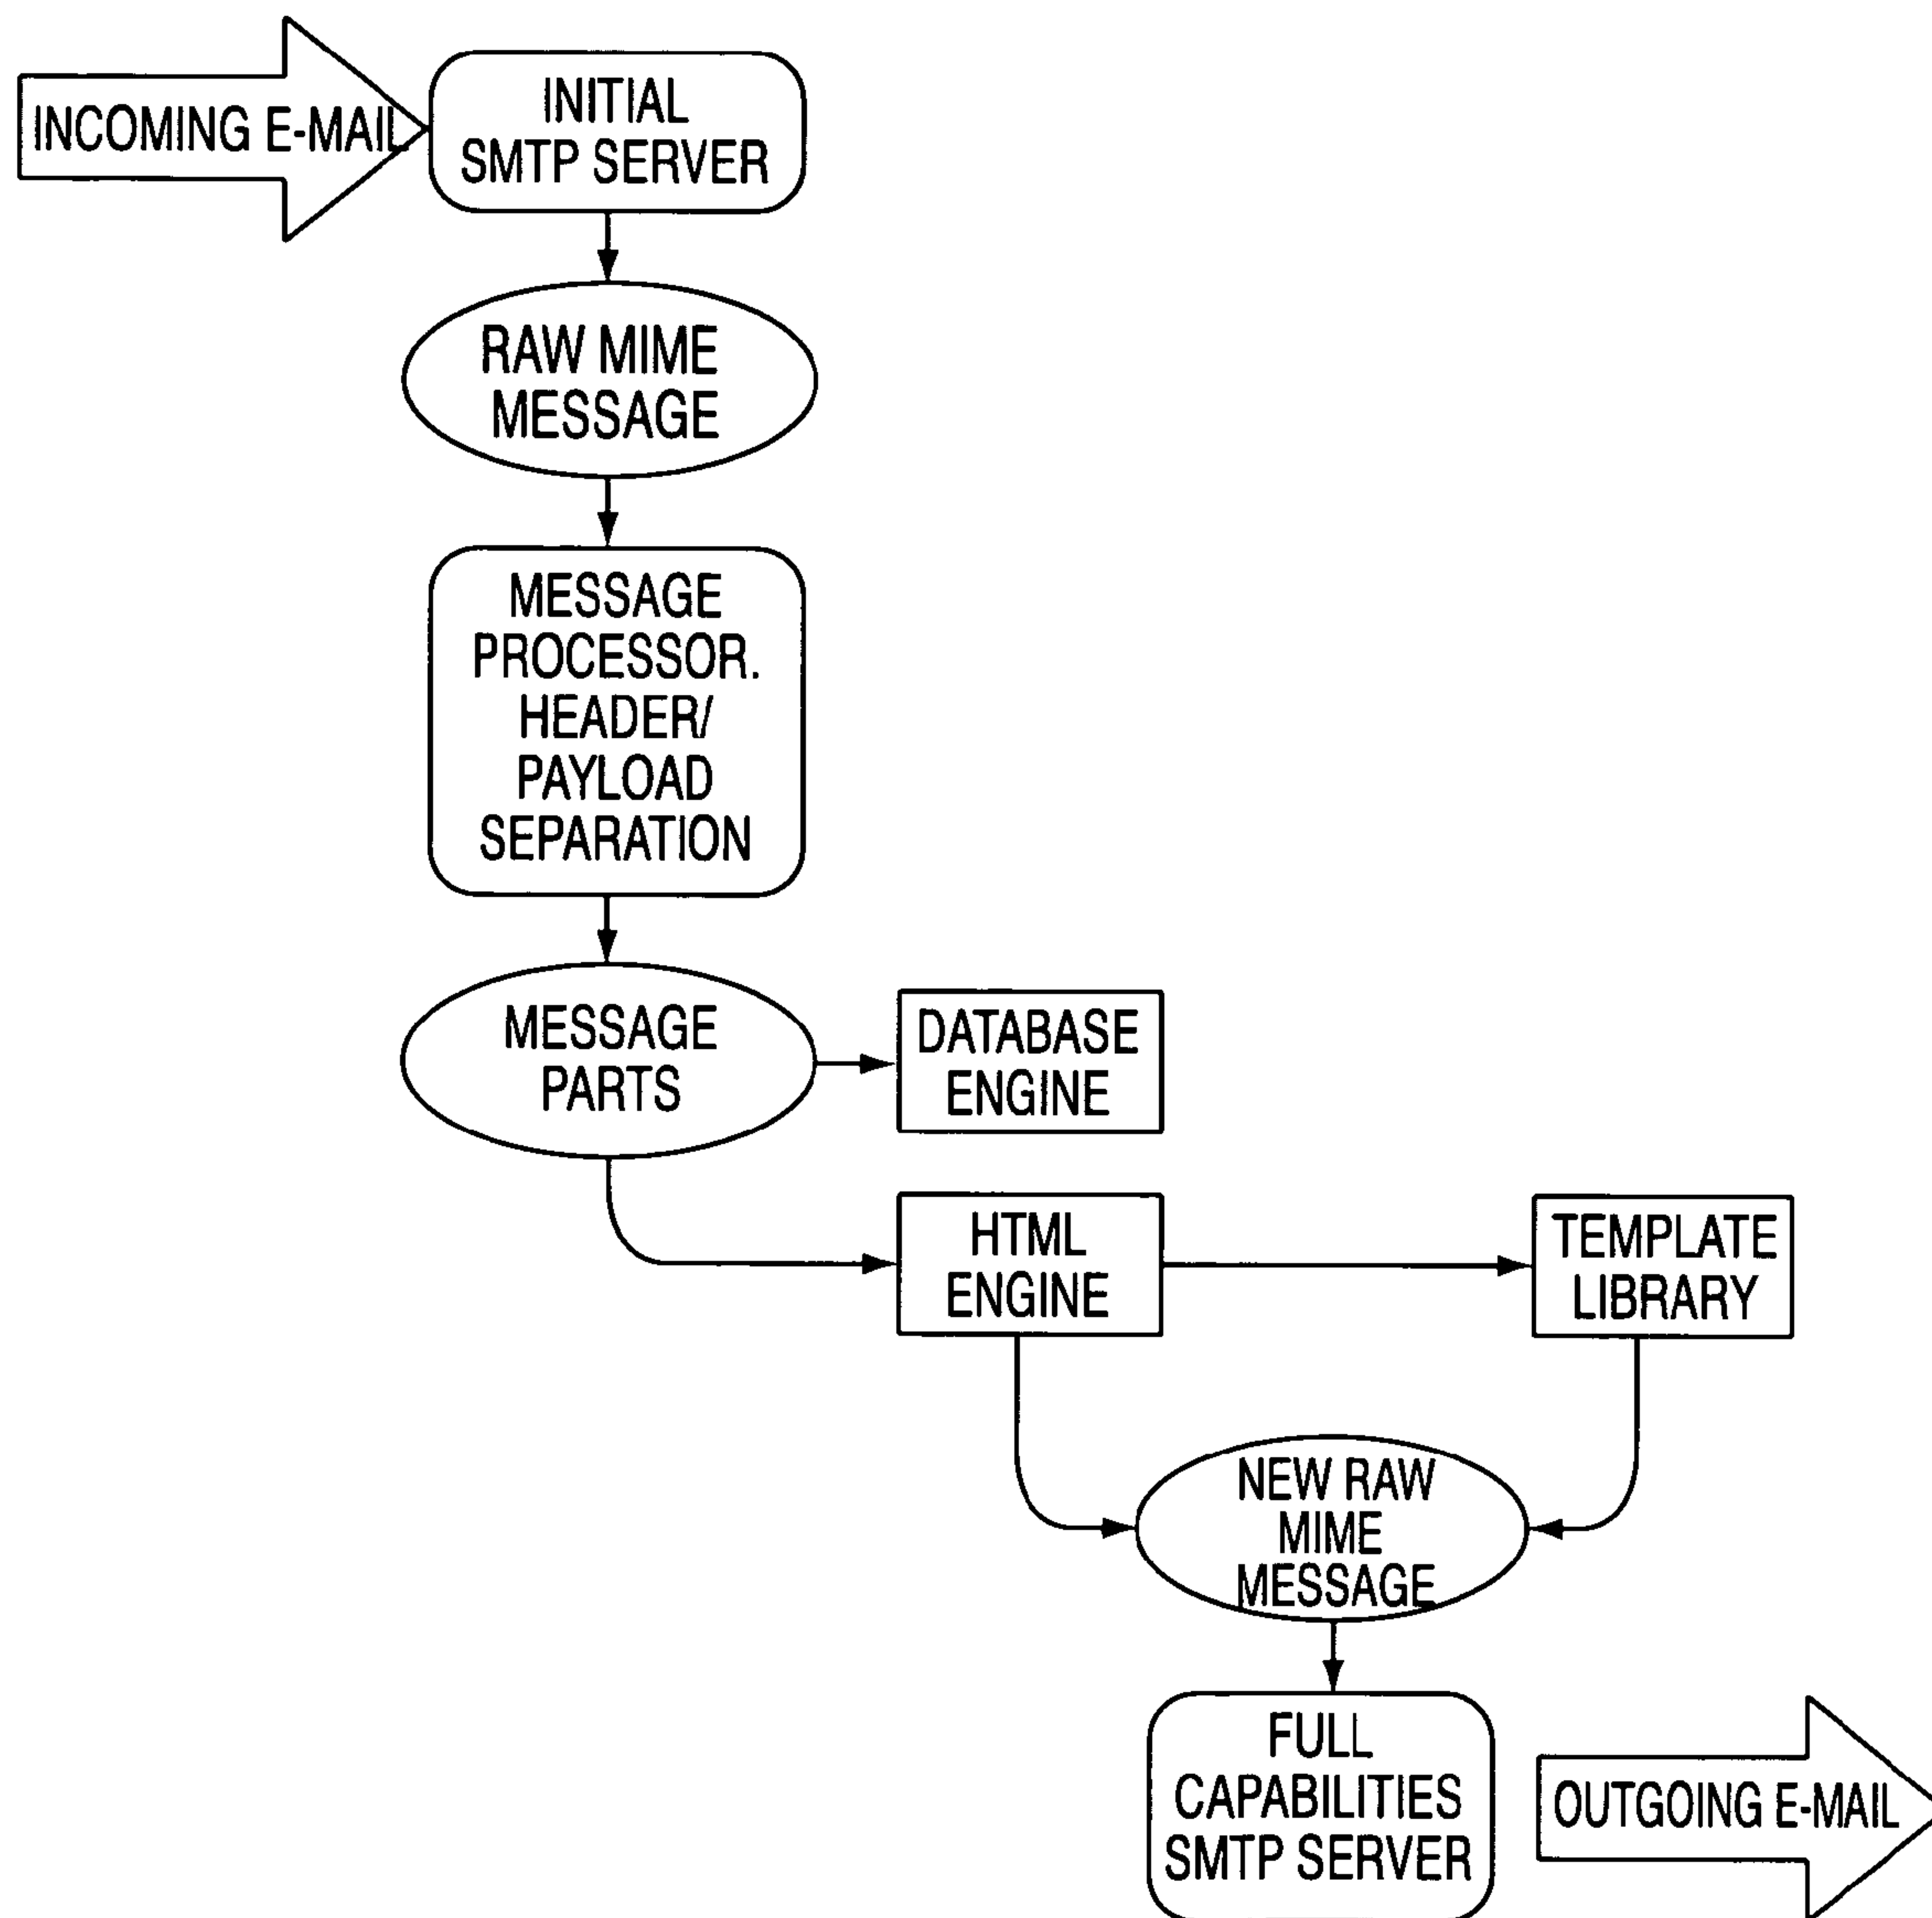 INCOMING E-MAIL
INITIAL
SMTP SERVER
RAW MIME
MESSAGE
MESSAGE
PROCESSOR.
HEADER/
PAYLOAD
SEPARATION
MESSAGE
PARTS
DATABASE
ENGINE
HTML
ENGINE
TEMPLATE
LIBRARY
NEW RAW
MIME
MESSAGE
FULL
CAPABILITIES
SMTP SERVER
OUTGOING E-MAIL